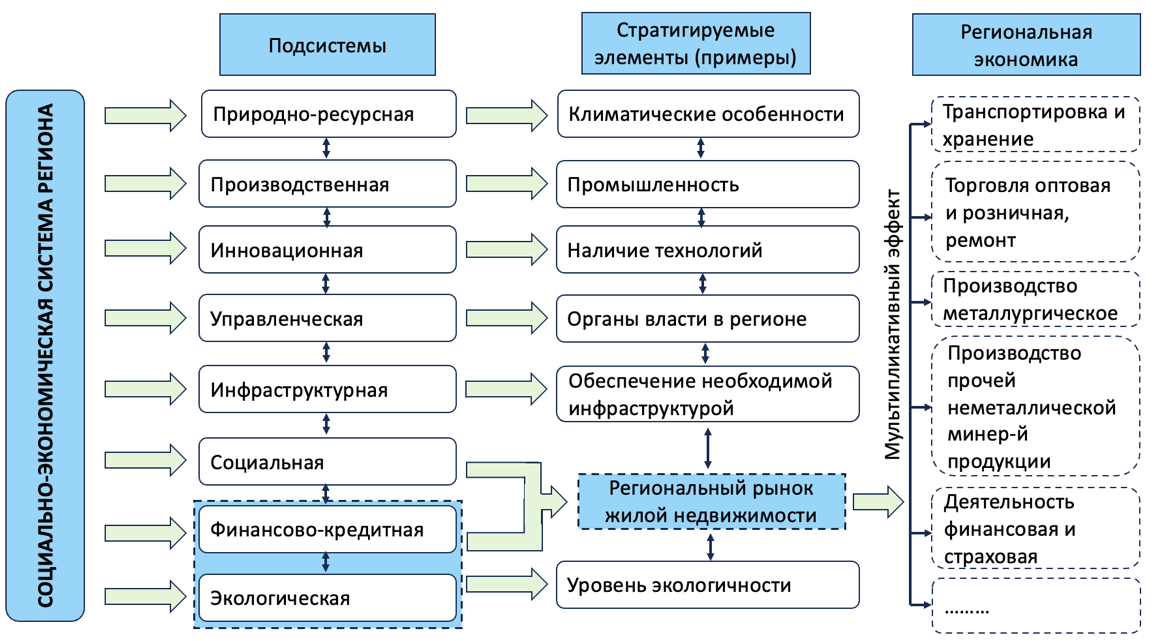 Подсистемы
Стратигируемые
элементы (примеры)
Региональная
экономика
СОЦИАЛЬНО-ЭКОНОМИЧЕСКАЯ СИСТЕМА РЕГИОНА
Природно-ресурсная
Производственная
Инновационная
Управленческая
Инфраструктурная
Социальная
Финансово-кредитная
Экологическая
Климатические особенности
Промышленность
Наличие технологий
Органы власти в регионе
Обеспечение необходимой
инфраструктурой
Региональный рынок
жилой недвижимости
Уровень экологичности
Мультипликативный эффект
Транспортировка и
хранение
Торговля оптовая
и розничная,
ремонт
Производство
металлургическое
Производство
прочей
неметаллической
минер-й
продукции
Деятельность
финансовая и
страховая
.........